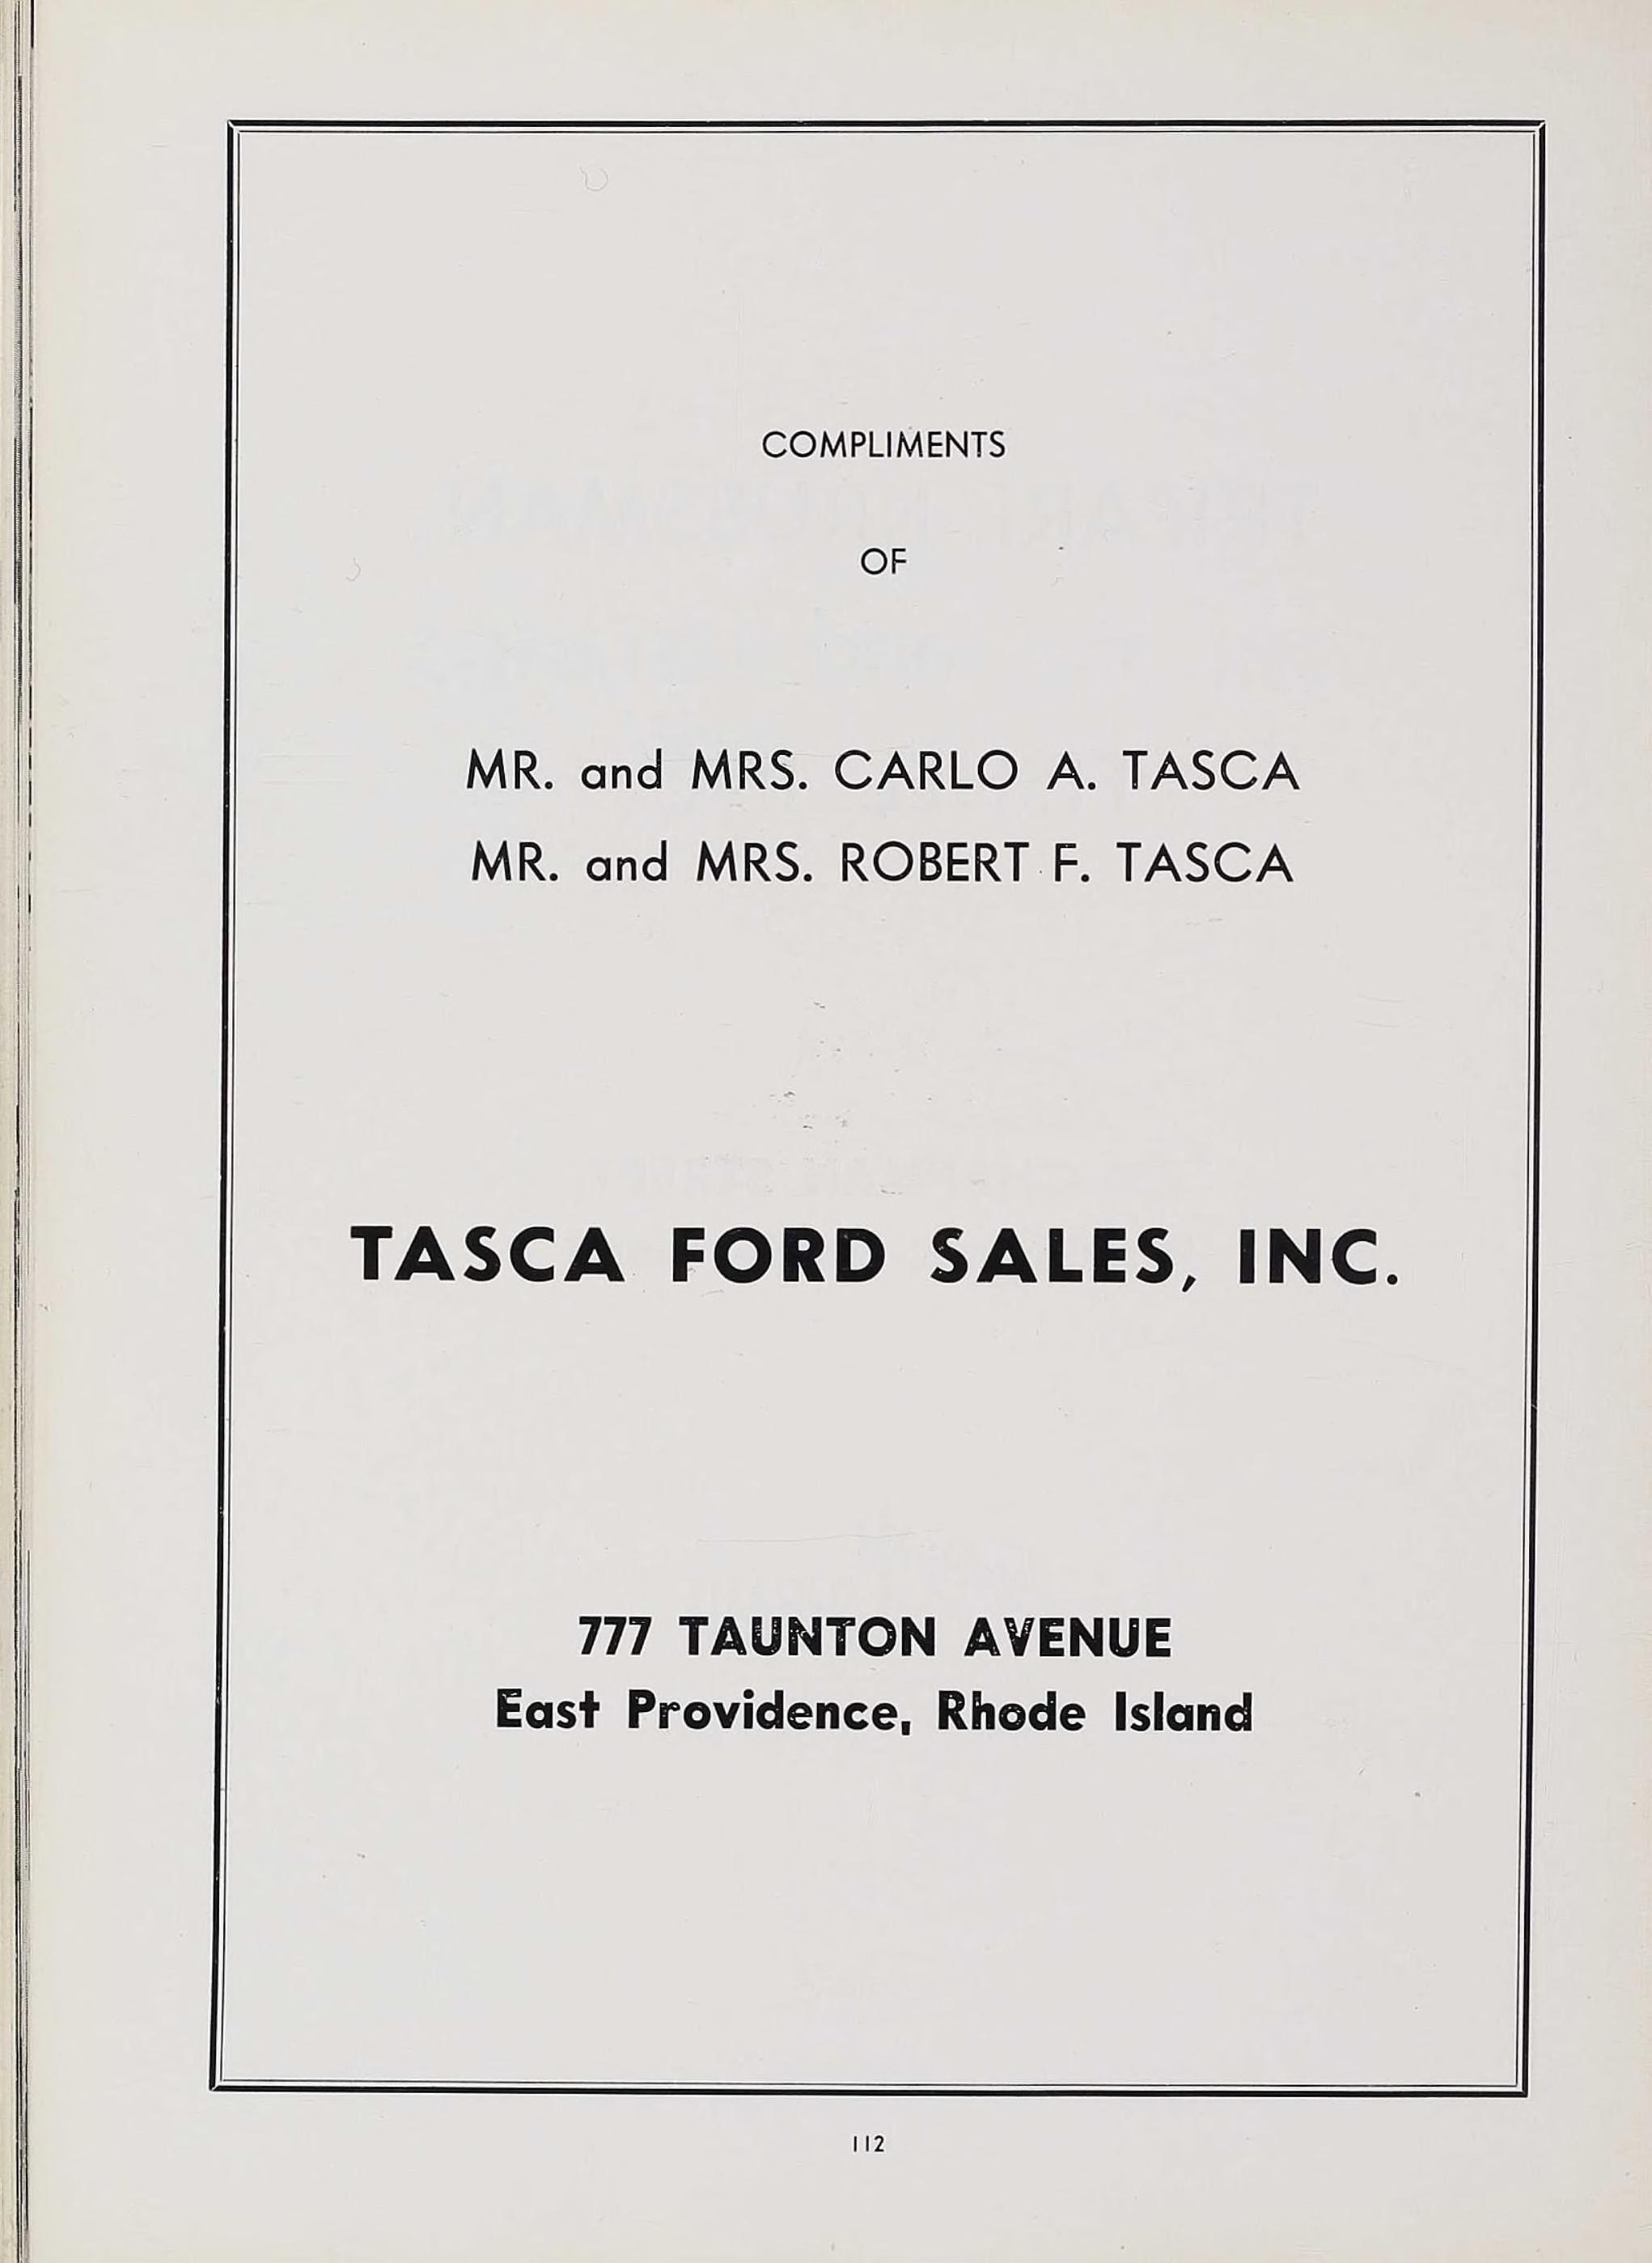 COMPLIMENTS
OF
MR. and MRS. CARLO A. TASCA
MR. and MRS. ROBERT F. TASCA
TASCA FORD SALES, INC.
777 TAUNTON AVENUE
East Providence, Rhode Island
112